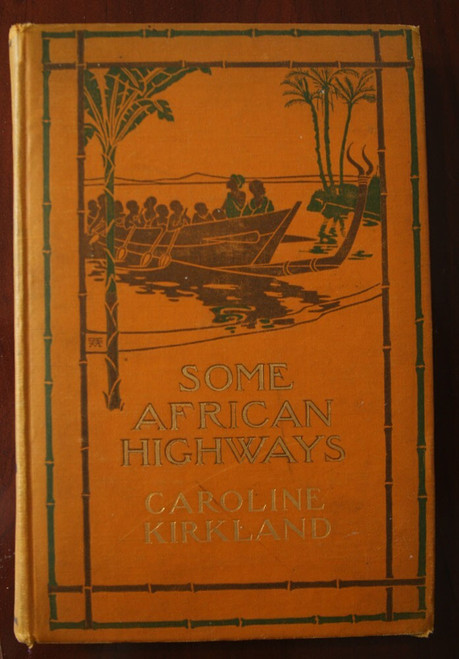 SOME
AFRICAN
HIGHWAYS
CAROLINE
KIRKLAND